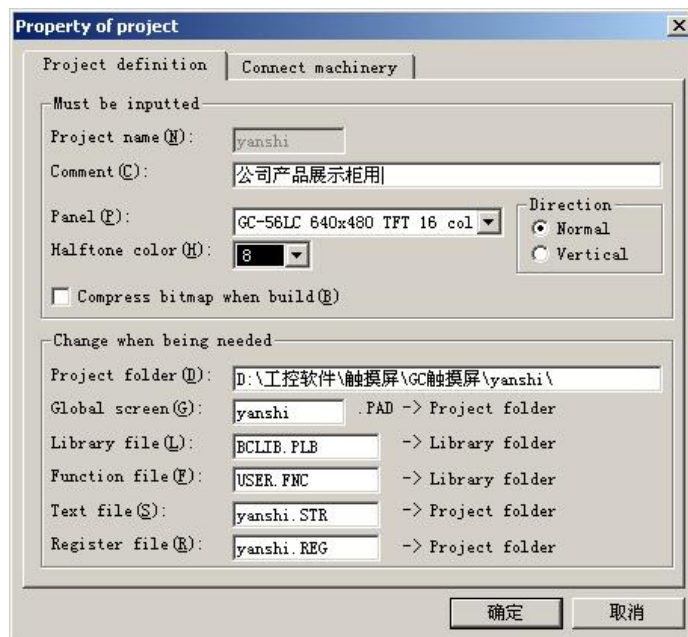 Property of project
Project definition
Connect machinery
Must be inputted
Project name(N):
yanshi
Comment(C):
公司产品展示柜用
Panel(P):
GC-56LC 640x480 TFT 16 col
Direction
Normal
Vertical
Halftone color(H):
8
Compress bitmap when build(B)
Change when being needed
Project folder(D):
D:\工控软件\触摸屏\GC触摸屏\yanshi\
Global screen(G):
yanshi
.PAD -> Project folder
Library file(L):
BCLIB.PLB
-> Library folder
Function file(F):
USER.FNC
-> Library folder
Text file(S):
yanshi.STR
-> Project folder
Register file(R):
yanshi.REG
-> Project folder
确定
取消